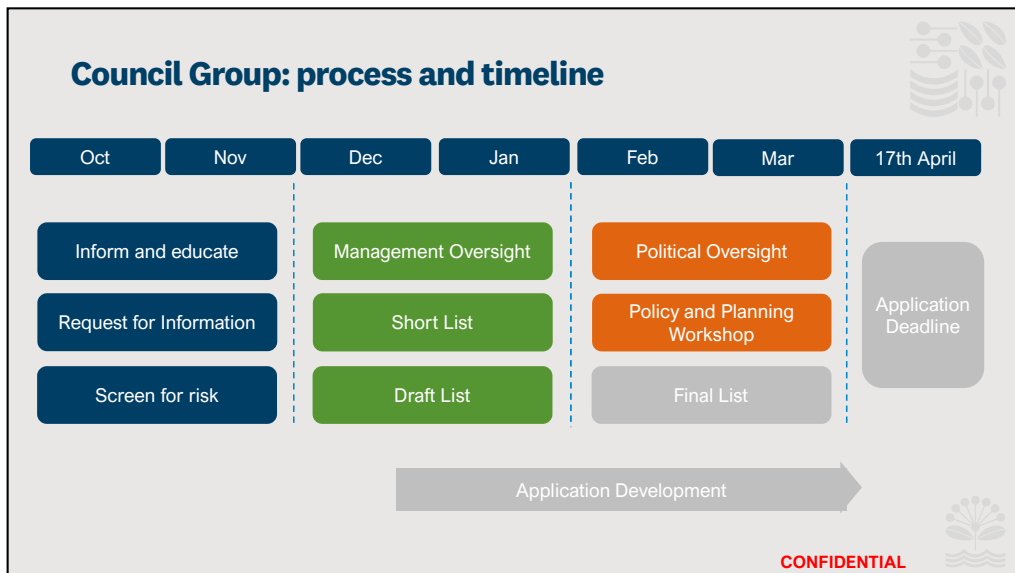 Council Group: process and timeline
Oct
Nov
Dec
Jan
Feb
Mar
17th April
Inform and educate
Management Oversight
Political Oversight
Request for Information
Short List
Policy and Planning
Workshop
Application
Deadline
Screen for risk
Draft List
Final List
Application Development
CONFIDENTIAL